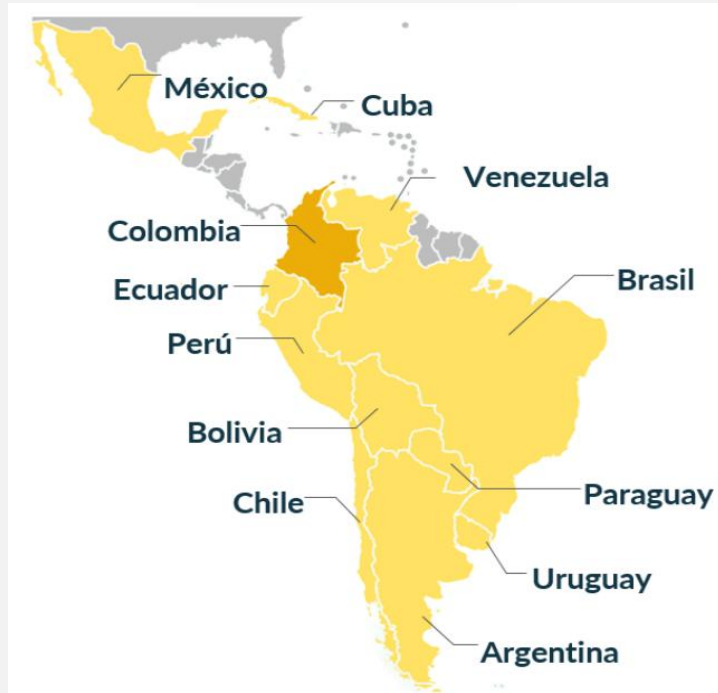 México
Cuba
Venezuela
Colombia
Brasil
Ecuador
Perú
Bolivia
Paraguay
Chile
Uruguay
Argentina